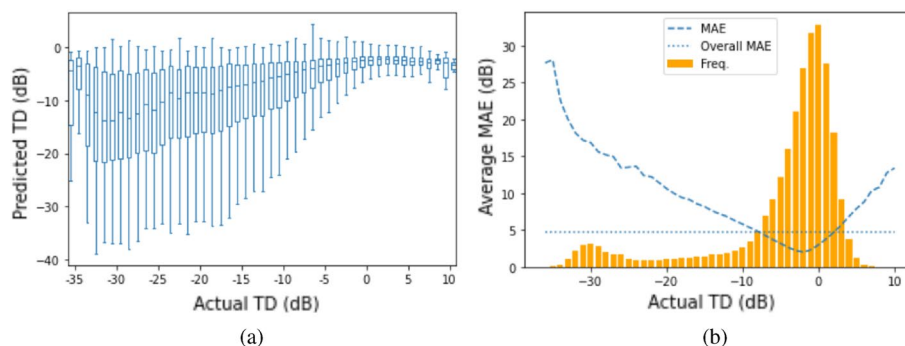 0
−10
−20
−30
−40
Predicted TD (dB)
−35 −30 −25 −20 −15 −10 −5 0 5 10
Actual TD (dB)
(a)
MAE
Overall MAE
Freq.
30
25
20
15
10
5
0
Average MAE (dB)
−30 −20 −10 0 10
Actual TD (dB)
(b)